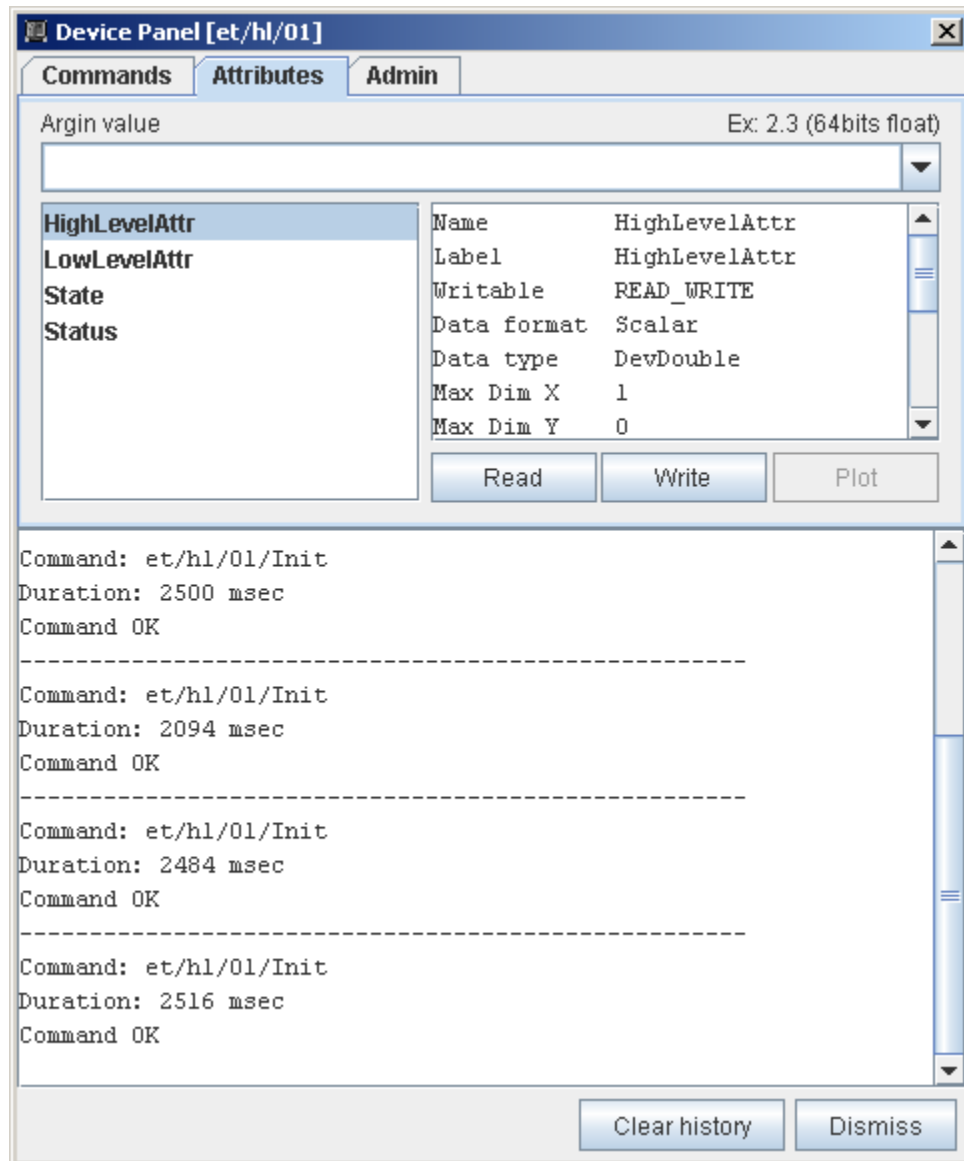 Device Panel [et/hl/01]
Commands Attributes Admin
Argin value Ex: 2.3 (64bits float)
HighLevelAttr
LowLevelAttr
State
Status
Name HighLevelAttr
Label HighLevelAttr
Writable READ_WRITE
Data format Scalar
Data type DevDouble
Max Dim X 1
Max Dim Y 0
Read Write Plot
Command: et/hl/01/Init
Duration: 2500 msec
Command OK
----------------------------------------------------
Command: et/hl/01/Init
Duration: 2094 msec
Command OK
----------------------------------------------------
Command: et/hl/01/Init
Duration: 2484 msec
Command OK
----------------------------------------------------
Command: et/hl/01/Init
Duration: 2516 msec
Command OK
Clear history Dismiss